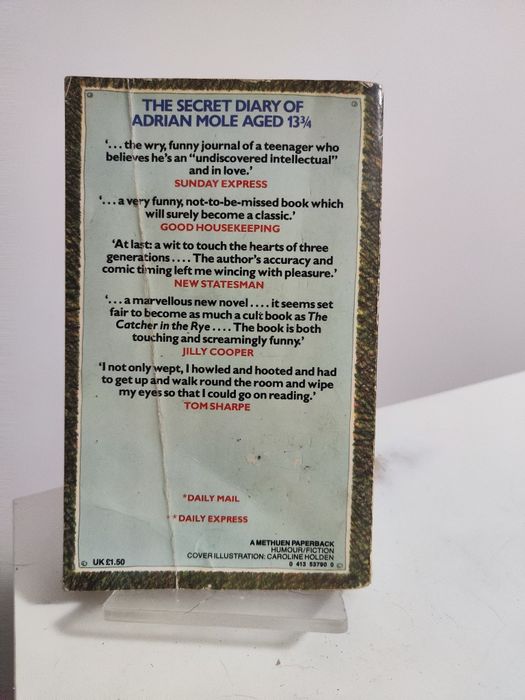 THE SECRET DIARY OF
ADRIAN MOLE AGED 13¾
‘... the wry, funny journal of a teenager who
believes he's an “undiscovered intellectual”
and in love.’
SUNDAY EXPRESS
‘... a very funny, not-to-be-missed book which
will surely become a classic.’
GOOD HOUSEKEEPING
‘At last: a wit to touch the hearts of three
generations .... The author's accuracy and
comic timing left me wincing with pleasure.’
NEW STATESMAN
‘... a marvellous new novel .... it seems set
fair to become as much a cult book as The
Catcher in the Rye .... The book is both
touching and screamingly funny.’
JILLY COOPER
‘I not only wept, I howled and hooted and had
to get up and walk round the room and wipe
my eyes so that I could go on reading.’
TOM SHARPE
*DAILY MAIL
**DAILY EXPRESS
A METHUEN PAPERBACK
HUMOUR/FICTION
COVER ILLUSTRATION: CAROLINE HOLDEN
UK £1.50
0 413 53790 0